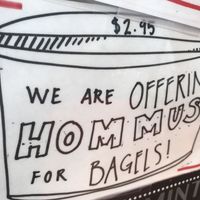 $2.95
WE ARE OFFERIN
HOMMUS
FOR BAGELS!